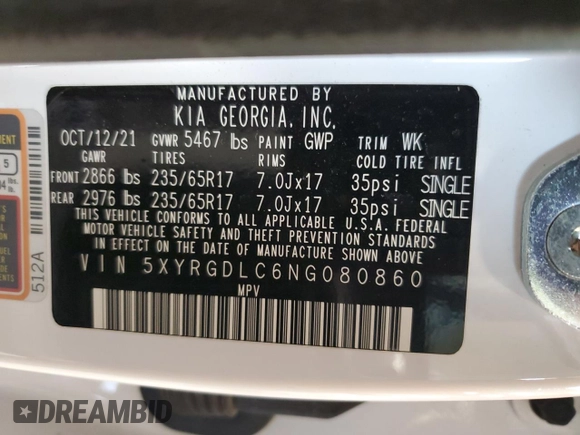 MANUFACTURED BY
KIA GEORGIA, INC.
OCT/12/21 GVWR 5467 lbs PAINT GWP TRIM WK
GAWR TIRES RIMS COLD TIRE INFL
FRONT 2866 lbs 235/65R17 7.0Jx17 35psi SINGLE
REAR 2976 lbs 235/65R17 7.0Jx17 35psi SINGLE
THIS VEHICLE CONFORMS TO ALL APPLICABLE U.S.A. FEDERAL
MOTOR VEHICLE SAFETY AND THEFT PREVENTION STANDARDS
IN EFFECT ON THE DATE OF MANUFACTURE SHOWN ABOVE.
VIN 5XYRGDLC6NG080860
MPV
512A
5
DREAMBID